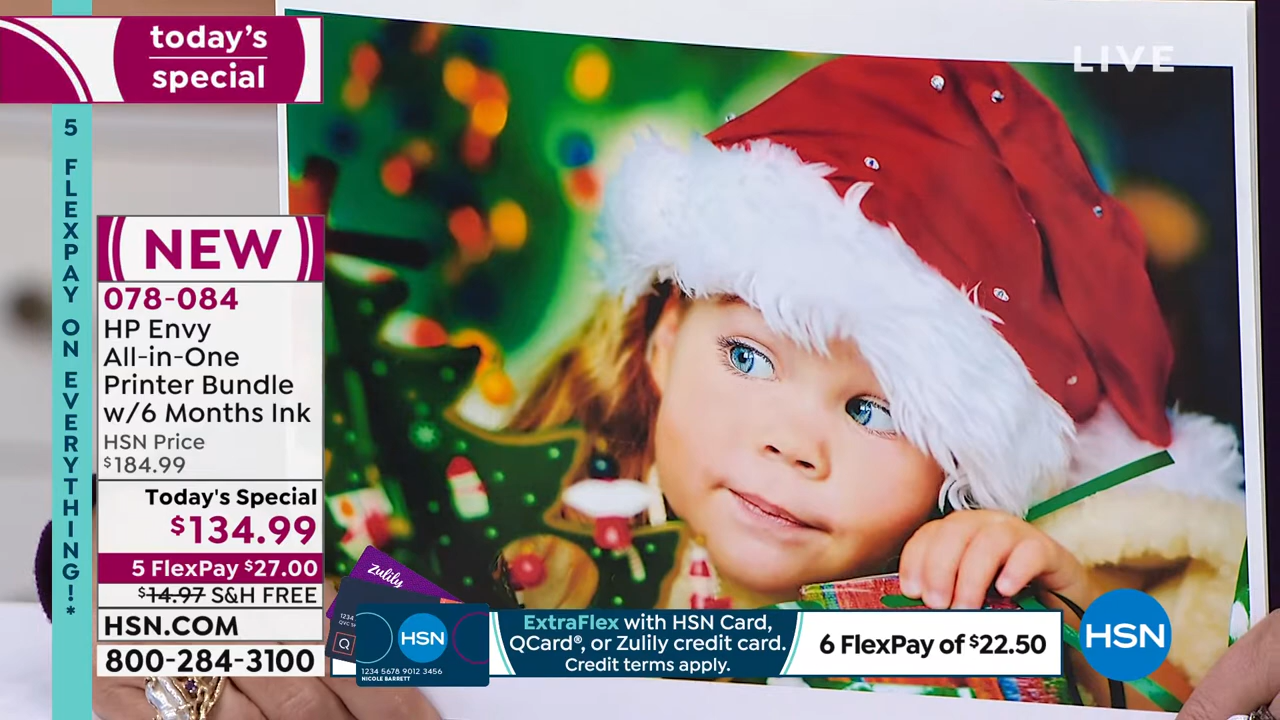 today's
special
LIVE
5 FLEXPAY ON EVERYTHING!*
NEW
078-084
HP Envy
All-in-One
Printer Bundle
w/6 Months Ink
HSN Price
$184.99
Today's Special
$134.99
5 FlexPay $27.00
$14.97 S&H FREE
HSN.COM
800-284-3100
Zulily
1234
Q
HSN
1234 5678 9012 3456
NICOLE BARRETT
ExtraFlex with HSN Card,
QCard®, or Zulily credit card.
Credit terms apply.
6 FlexPay of $22.50
HSN